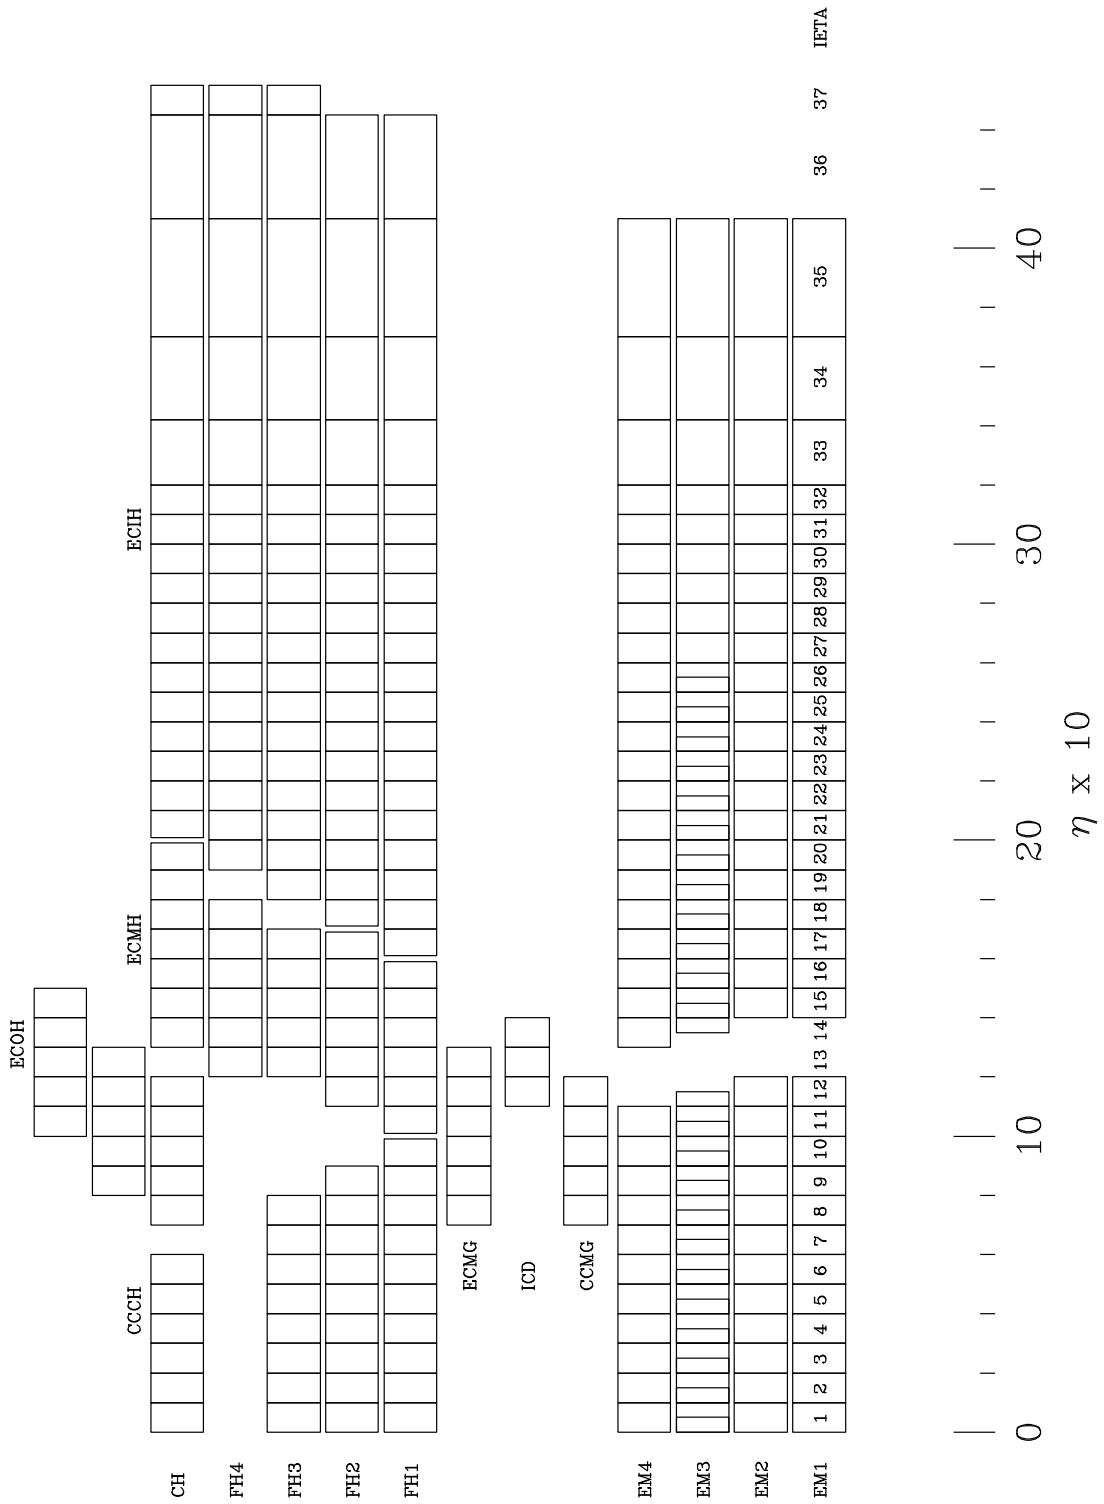 ECOH
CCCH ECMH ECIH
CH
FH4
FH3
FH2
FH1
ECMG
ICD
CCMG
EM4
EM3
EM2
EM1 1 2 3 4 5 6 7 8 9 10 11 12 13 14 15 16 17 18 19 20 21 22 23 24 25 26 27 28 29 30 31 32 33 34 35 36 37 IETA
0 10 20 30 40
η x 10